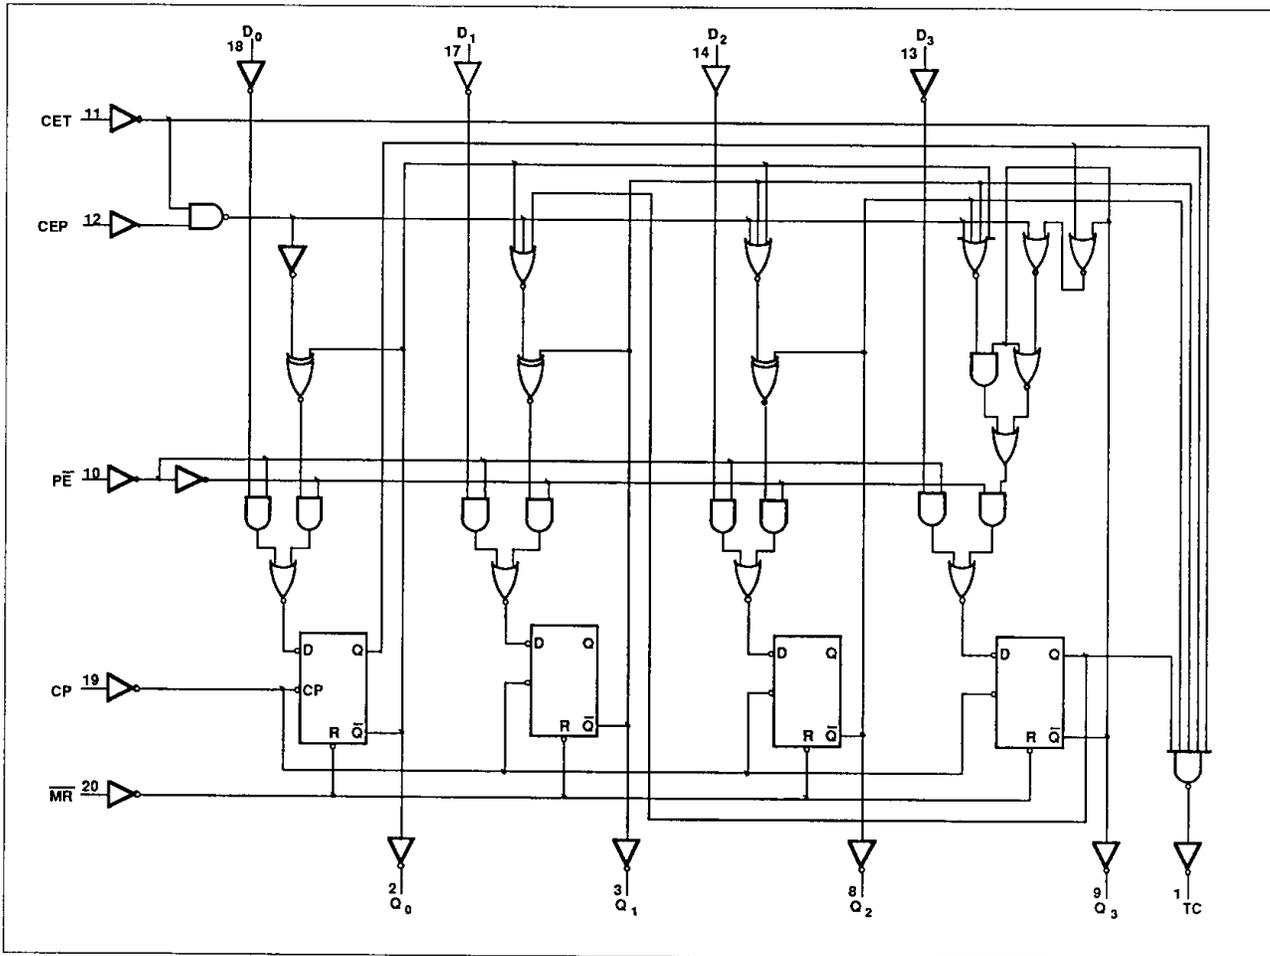 D0 D1 D2 D3
18 17 14 13
CET 11
CEP 12
PE̅ 10
D Q D Q D Q D Q
CP 19 CP
R Q̅ R Q̅ R Q̅ R Q̅
M̅R̅ 20
2 3 8 9 1
Q0 Q1 Q2 Q3 TC